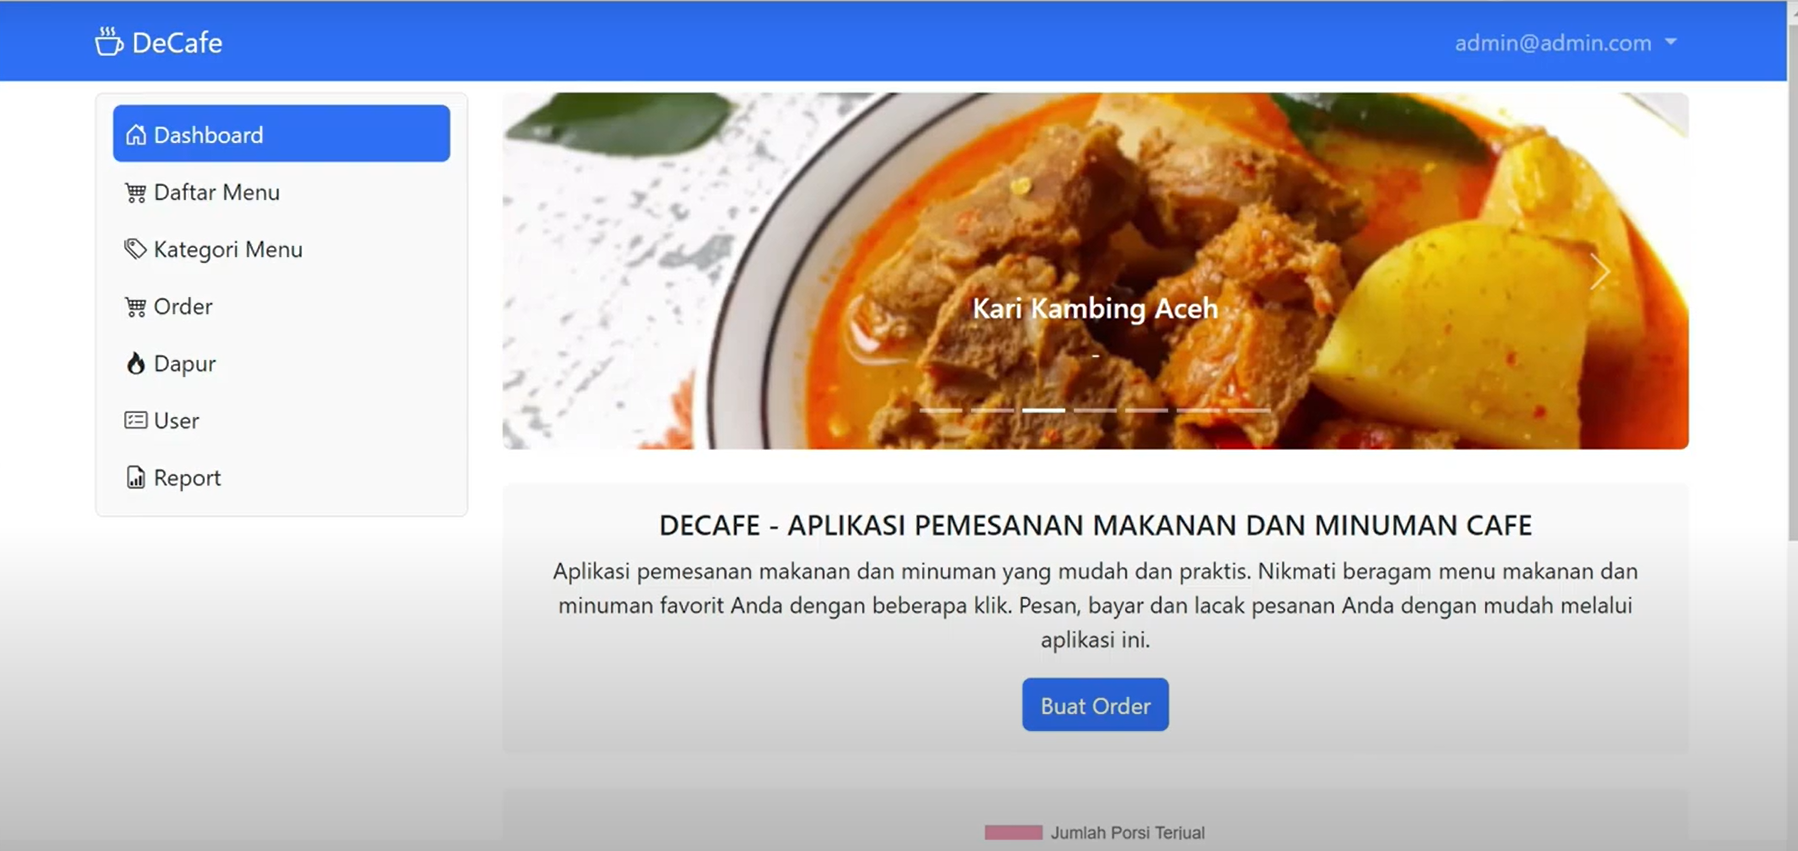 DeCafe
admin@admin.com
Dashboard
Daftar Menu
Kategori Menu
Order
Dapur
User
Report
Kari Kambing Aceh
-
DECAFE - APLIKASI PEMESANAN MAKANAN DAN MINUMAN CAFE
Aplikasi pemesanan makanan dan minuman yang mudah dan praktis. Nikmati beragam menu makanan dan
minuman favorit Anda dengan beberapa klik. Pesan, bayar dan lacak pesanan Anda dengan mudah melalui
aplikasi ini.
Buat Order
Jumlah Porsi Terjual